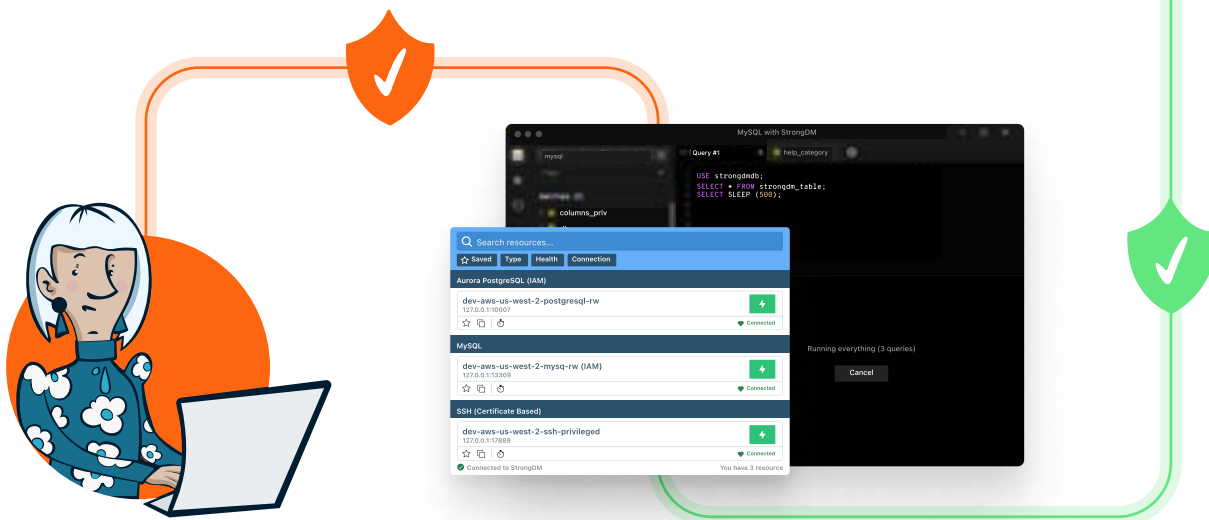 MySQL with StrongDM
mysql
Query #1
help_category
USE strongdmdb;
SELECT * FROM strongdm_table;
SELECT SLEEP (500);
columns_priv
Search resources...
Saved Type Health Connection
Aurora PostgreSQL (IAM)
dev-aws-us-west-2-postgresql-rw
127.0.0.1:10007
Connected
MySQL
dev-aws-us-west-2-mysq-rw (IAM)
127.0.0.1:13309
Connected
SSH (Certificate Based)
dev-aws-us-west-2-ssh-privileged
127.0.0.1:17889
Connected
Connected to StrongDM
You have 3 resource
Running everything (3 queries)
Cancel